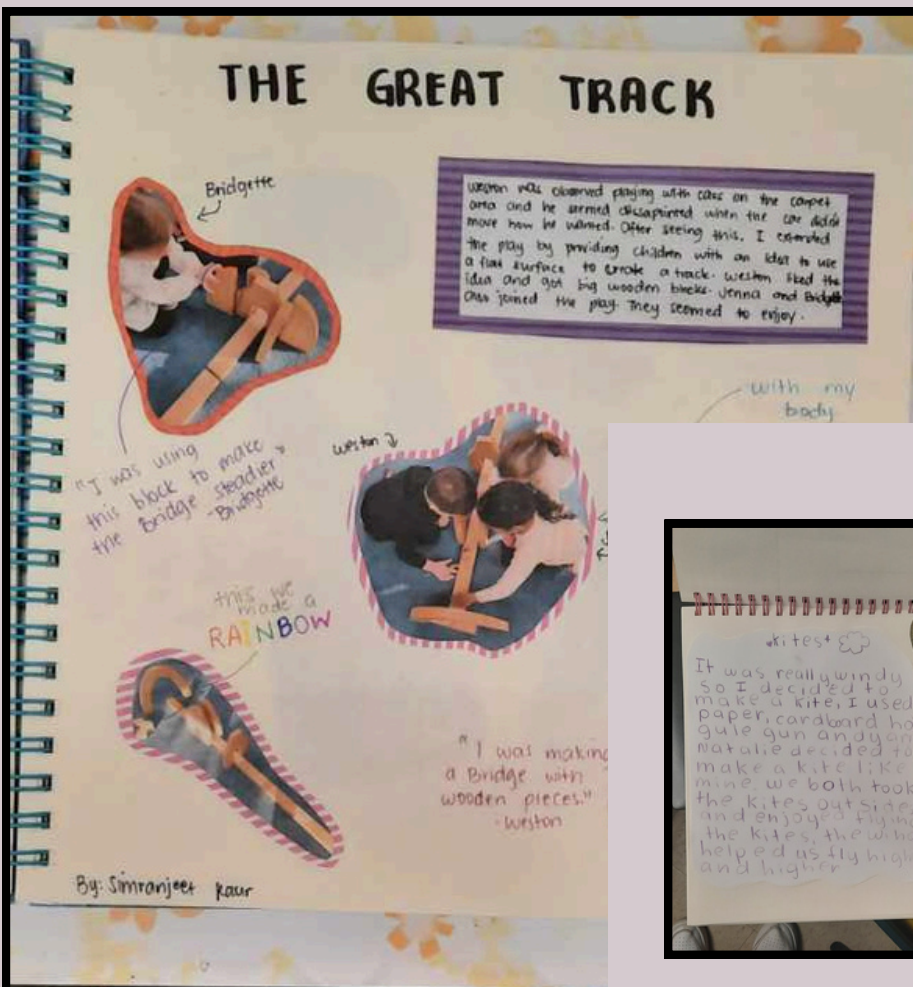 THE GREAT TRACK
Bridgette
Weston was observed playing with cars on the carpet
area and he seemed dissaprinted when the car didn't
move how he wanted. After seeing this, I extended
the play by providing children with an idea to use
a flat surface to create a track. Weston liked the
idea and got big wooden blocks. Jenna and Bridgette
also joined the play. They seemed to enjoy.
with my
body
"I was using
this block to make
the Bridge steadier"
-Bridgette
Weston
this we
made a
RAINBOW
"I was making
a Bridge with
wooden pieces."
-Weston
By: Simranjeet Kaur
Kites
It was really windy
so I decided to
make a kite, I used
paper, cardboard
gule gun and
Natalie decided to
make a kite like
mine. we both took
the kites outside
and enjoyed
the kites, the
helped us fly
and higher